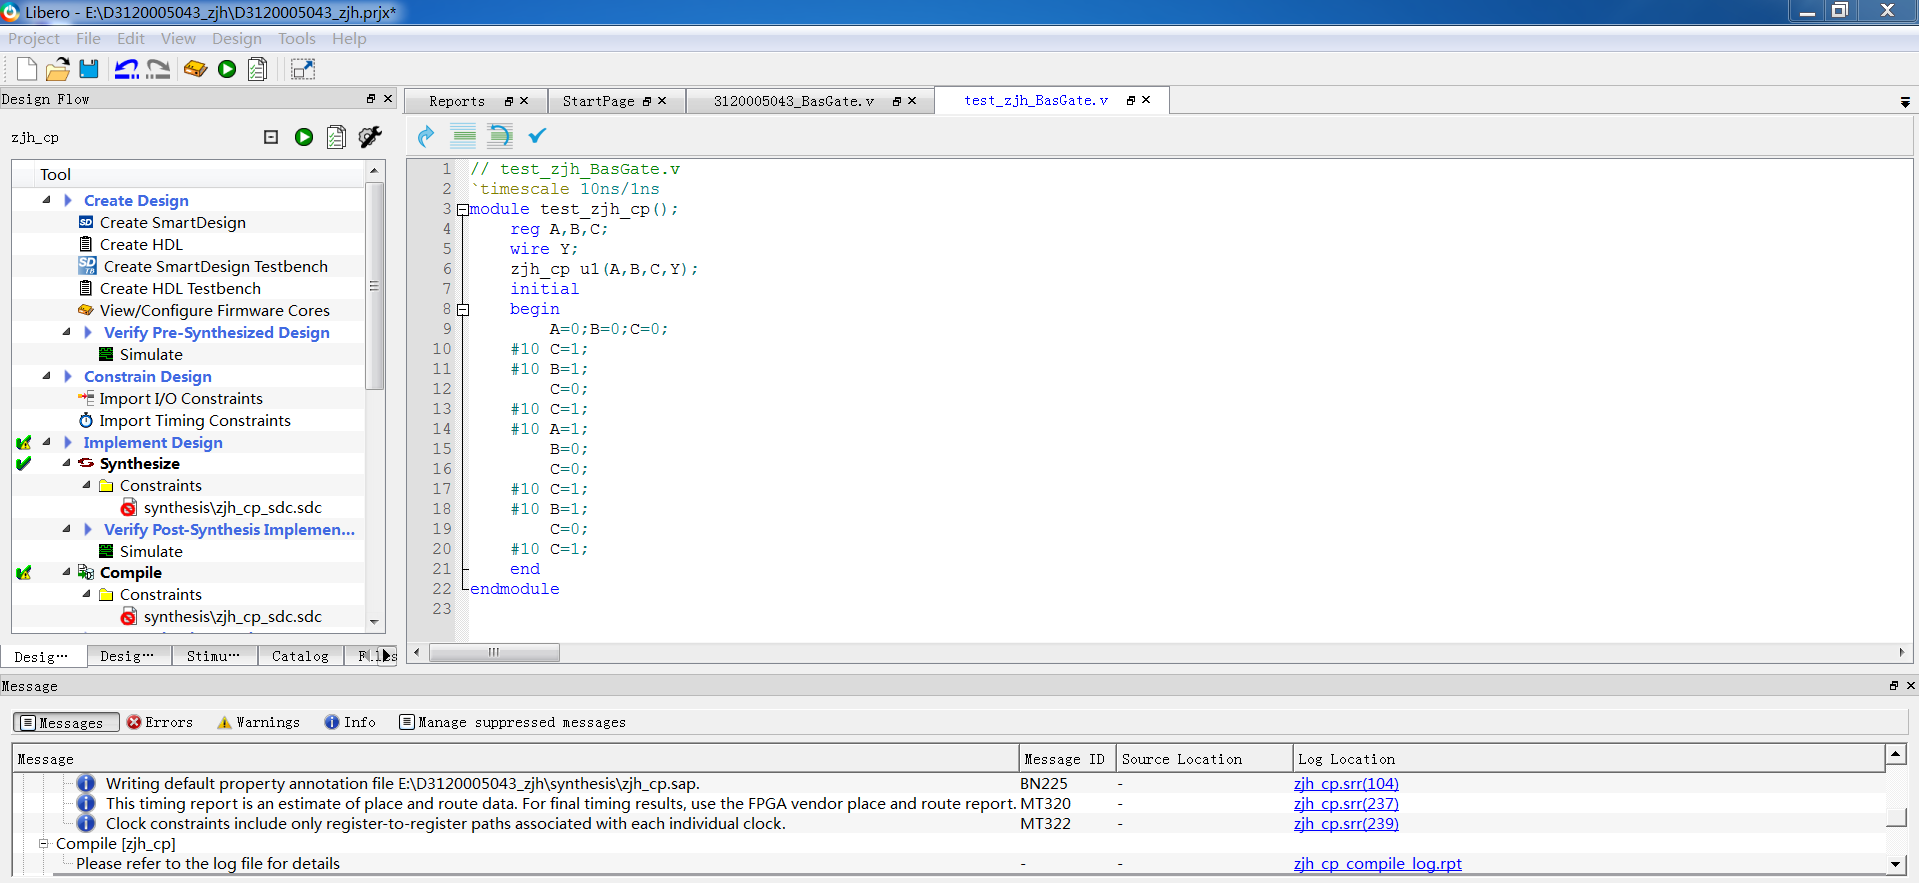 Libero - E:\D3120005043_zjh\D3120005043_zjh.prjx*
Project File Edit View Design Tools Help
Design Flow
Reports StartPage 3120005043_BasGate.v test_zjh_BasGate.v
zjh_cp
Tool
Create Design
SD Create SmartDesign
Create HDL
SD TB Create SmartDesign Testbench
Create HDL Testbench
View/Configure Firmware Cores
Verify Pre-Synthesized Design
Simulate
Constrain Design
Import I/O Constraints
Import Timing Constraints
Implement Design
Synthesize
Constraints
synthesis\zjh_cp_sdc.sdc
Verify Post-Synthesis Implemen...
Simulate
Compile
Constraints
synthesis\zjh_cp_sdc.sdc
Desig··· Desig··· Stimu··· Catalog Files
1 // test_zjh_BasGate.v
2 `timescale 10ns/1ns
3 module test_zjh_cp();
4 reg A,B,C;
5 wire Y;
6 zjh_cp u1(A,B,C,Y);
7 initial
8 begin
9 A=0;B=0;C=0;
10 #10 C=1;
11 #10 B=1;
12 C=0;
13 #10 C=1;
14 #10 A=1;
15 B=0;
16 C=0;
17 #10 C=1;
18 #10 B=1;
19 C=0;
20 #10 C=1;
21 end
22 endmodule
23
Message
Messages Errors Warnings Info Manage suppressed messages
Message Message ID Source Location Log Location
Writing default property annotation file E:\D3120005043_zjh\synthesis\zjh_cp.sap. BN225 - zjh_cp.srr(104)
This timing report is an estimate of place and route data. For final timing results, use the FPGA vendor place and route report. MT320 - zjh_cp.srr(237)
Clock constraints include only register-to-register paths associated with each individual clock. MT322 - zjh_cp.srr(239)
Compile [zjh_cp]
Please refer to the log file for details - - zjh_cp_compile_log.rpt